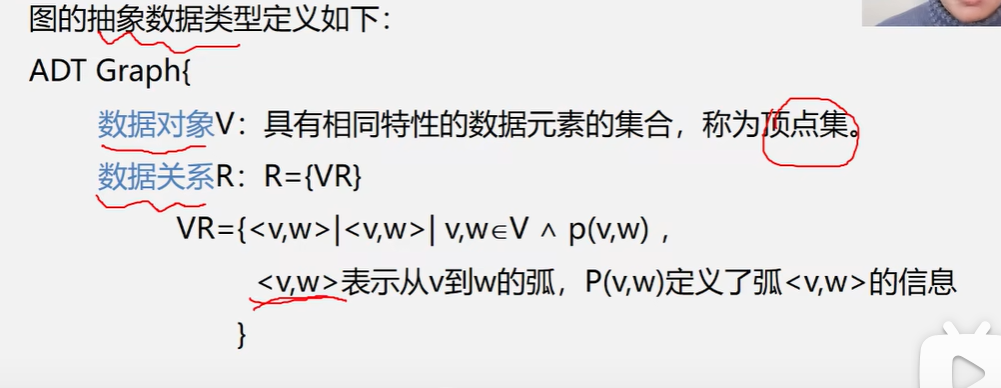 图的抽象数据类型定义如下：
ADT Graph{
数据对象V：具有相同特性的数据元素的集合，称为顶点集。
数据关系R：R={VR}
VR={<v,w>|<v,w>| v,w∈V ∧ p(v,w) ，
<v,w>表示从v到w的弧，P(v,w)定义了弧<v,w>的信息
}